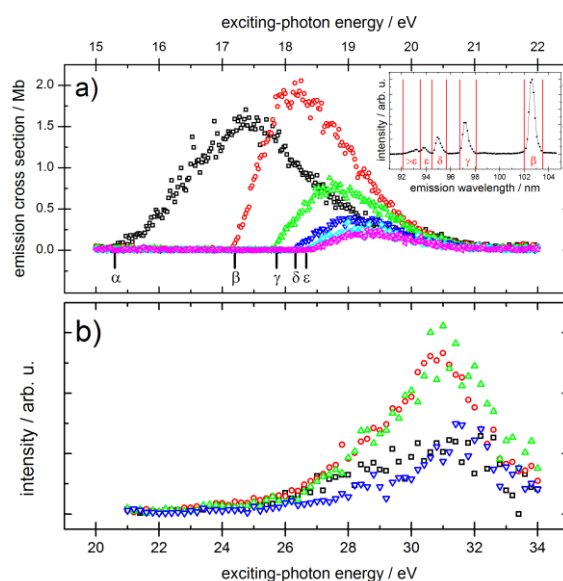 exciting-photon energy / eV
15 16 17 18 19 20 21 22
a)
emission cross section / Mb
2.0
1.5
1.0
0.5
0.0
intensity / arb. u.
>ε ε δ γ β
92 94 96 98 100 102 104
emission wavelength / nm
α β γ δ ε
b)
intensity / arb. u.
20 22 24 26 28 30 32 34
exciting-photon energy / eV